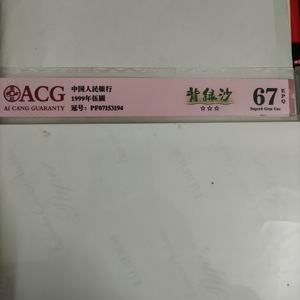 ACG
AI CANG GUARANTY
中国人民银行
1999年伍圆
冠号：PF07153194
背绿沙
☆☆☆
67
EPQ
Superb Gem Unc